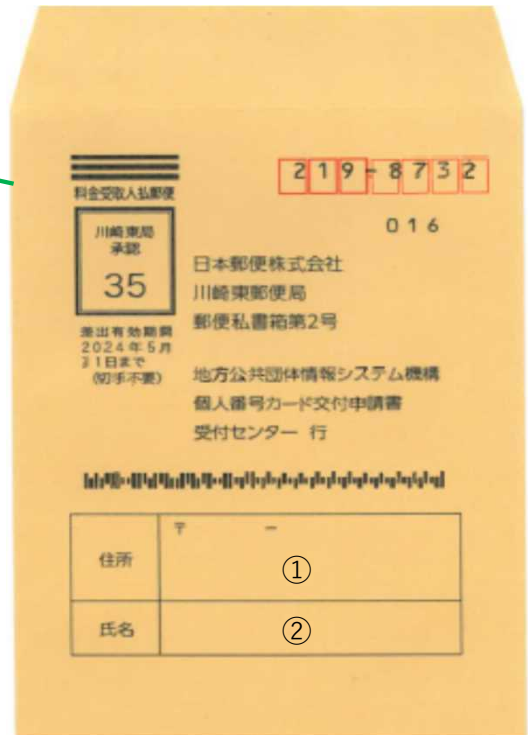 219-8732
料金受取人払郵便
016
川崎東局
承認
35
日本郵便株式会社
川崎東郵便局
郵便私書箱第2号
差出有効期間
2024年5月
31日まで
(切手不要)
地方公共団体情報システム機構
個人番号カード交付申請書
受付センター 行
〒 －
住所
①
氏名
②